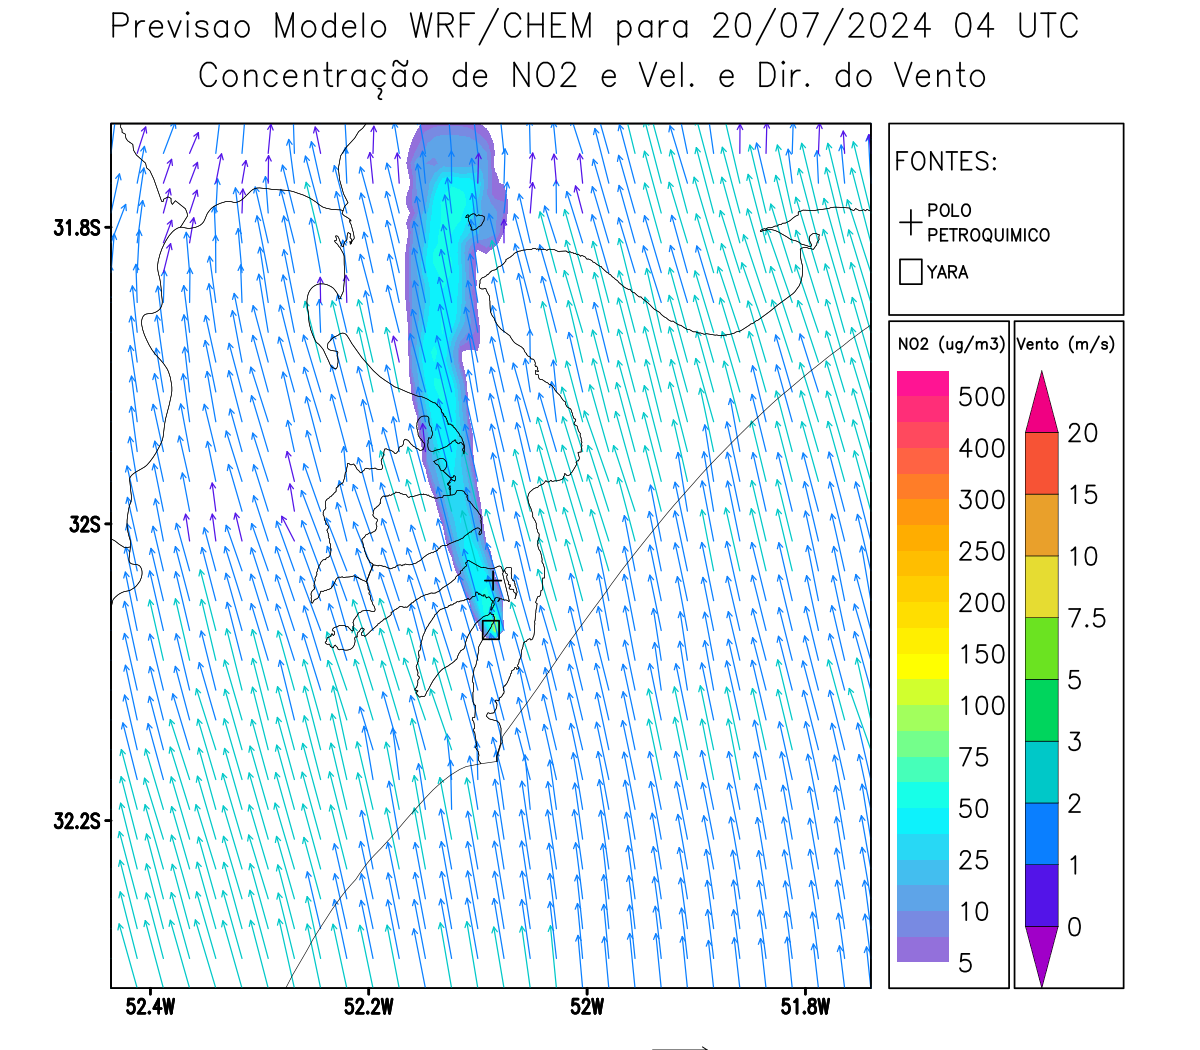 Previsao Modelo WRF/CHEM para 20/07/2024 04 UTC
Concentração de NO2 e Vel. e Dir. do Vento
FONTES:
POLO
PETROQUIMICO
YARA
NO2 (ug/m3)
500
400
300
250
200
150
100
75
50
25
10
5
Vento (m/s)
20
15
10
7.5
5
3
2
1
0
31.8S
32S
32.2S
52.4W
52.2W
52W
51.8W